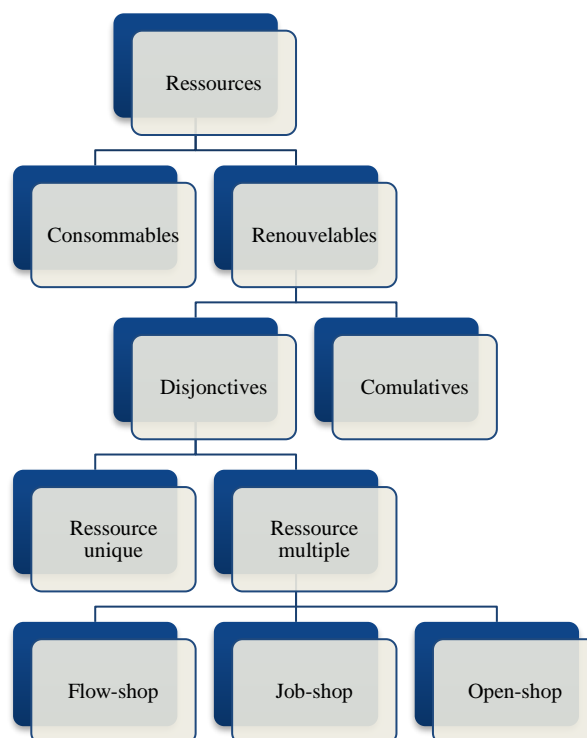 Ressources
Consommables
Renouvelables
Disjonctives
Comulatives
Ressource
unique
Ressource
multiple
Flow-shop
Job-shop
Open-shop